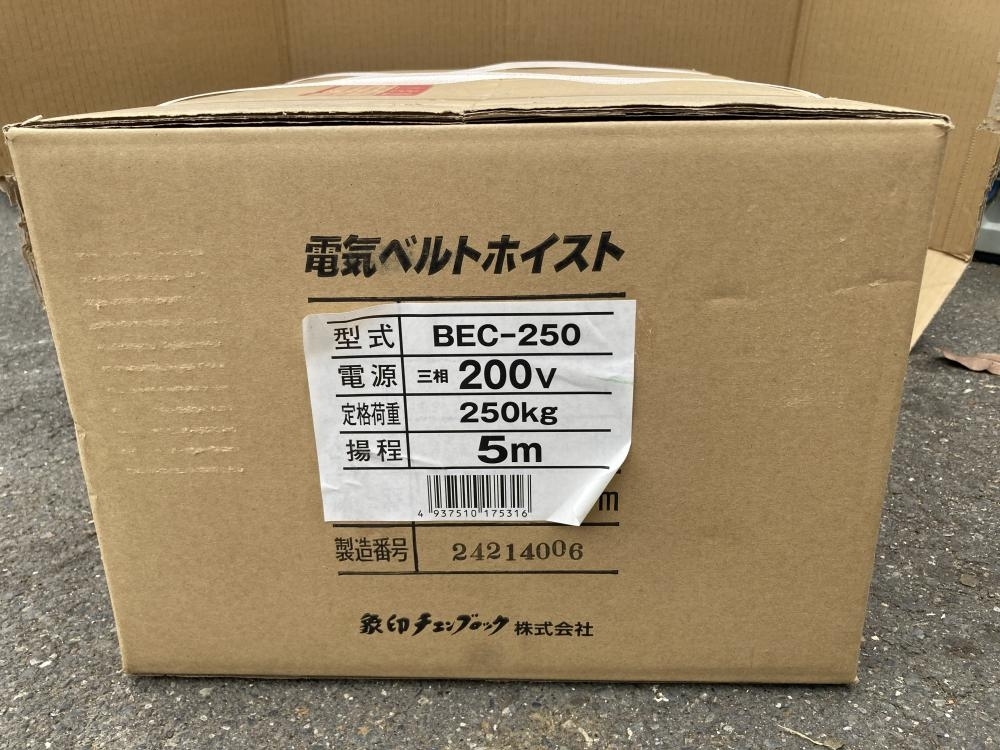 電気ベルトホイスト
型式 BEC-250
電源 三相 200V
定格荷重 250kg
揚程 5m
m
4 937510 175316
製造番号 24214006
象印チェンブロック 株式会社